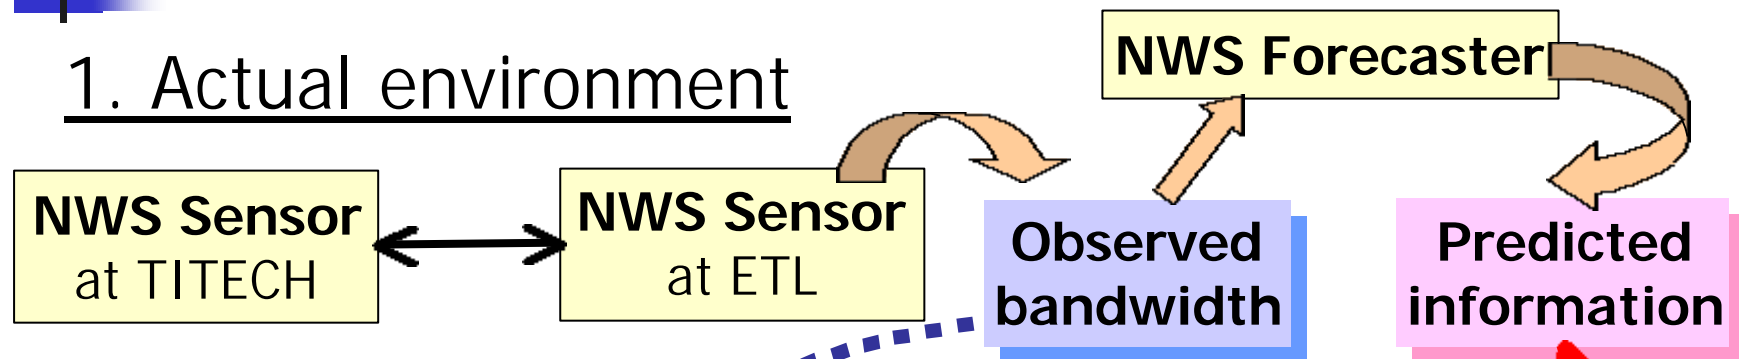 1. Actual environment
NWS Forecaster
NWS Sensor
at TITECH
NWS Sensor
at ETL
Observed
bandwidth
Predicted
information